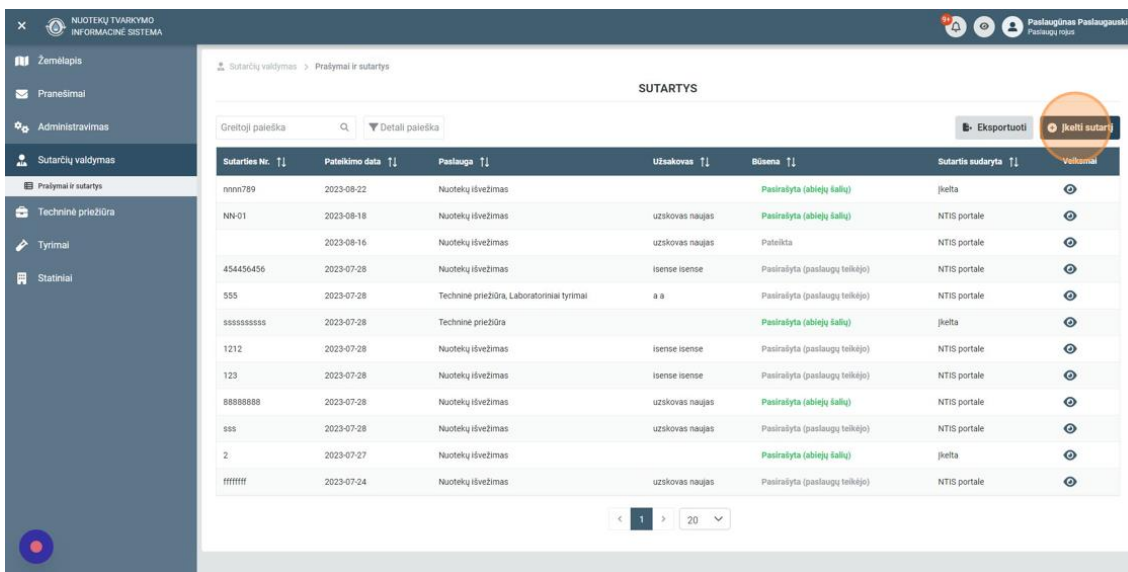 NUOTEKŲ TVARKYMO
INFORMACINĖ SISTEMA
9+
Paslaugūnas Paslaugauski
Paslaugų rojus
Žemėlapis
Pranešimai
Administravimas
Sutarčių valdymas
Prašymai ir sutartys
Techninė priežiūra
Tyrimai
Statiniai
Sutarčių valdymas > Prašymai ir sutartys
SUTARTYS
Greitoji paieška Detali paieška Eksportuoti Įkelti sutartį
Sutarties Nr. Pateikimo data Paslauga Užsakovas Būsena Sutartis sudaryta Veiksmai
nnnn789 2023-08-22 Nuotekų išvežimas Pasirašyta (abiejų šalių) Įkelta
NN-01 2023-08-18 Nuotekų išvežimas uzskovas naujas Pasirašyta (abiejų šalių) NTIS portale
2023-08-16 Nuotekų išvežimas uzskovas naujas Pateikta NTIS portale
454456456 2023-07-28 Nuotekų išvežimas isense isense Pasirašyta (paslaugų teikėjo) NTIS portale
555 2023-07-28 Techninė priežiūra, Laboratoriniai tyrimai a a Pasirašyta (paslaugų teikėjo) NTIS portale
ssssssssss 2023-07-28 Techninė priežiūra Pasirašyta (abiejų šalių) Įkelta
1212 2023-07-28 Nuotekų išvežimas isense isense Pasirašyta (paslaugų teikėjo) NTIS portale
123 2023-07-28 Nuotekų išvežimas isense isense Pasirašyta (paslaugų teikėjo) NTIS portale
88888888 2023-07-28 Nuotekų išvežimas uzskovas naujas Pasirašyta (abiejų šalių) NTIS portale
sss 2023-07-28 Nuotekų išvežimas uzskovas naujas Pasirašyta (paslaugų teikėjo) NTIS portale
2 2023-07-27 Nuotekų išvežimas Pasirašyta (abiejų šalių) Įkelta
ffffffff 2023-07-24 Nuotekų išvežimas uzskovas naujas Pasirašyta (paslaugų teikėjo) NTIS portale
< 1 > 20